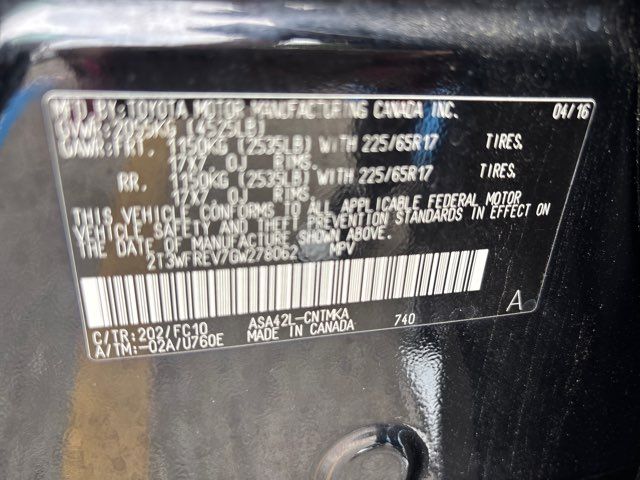 MFD.BY:TOYOTA MOTOR MANUFACTURING CANADA INC. 04/16
GVWR:2055KG (4525LB)
GAWR:FRT. 1150KG (2535LB) WITH 225/65R17 TIRES,
17X7.0J RIMS,
RR. 1150KG (2535LB) WITH 225/65R17 TIRES,
17X7.0J RIMS,
THIS VEHICLE CONFORMS TO ALL APPLICABLE FEDERAL MOTOR
VEHICLE SAFETY AND THEFT PREVENTION STANDARDS IN EFFECT ON
THE DATE OF MANUFACTURE SHOWN ABOVE.
2T3WFREV7GW278062 MPV
C/TR:202/FC10 ASA42L-CNTMKA 740 A
A/TM:-02A/U760E MADE IN CANADA